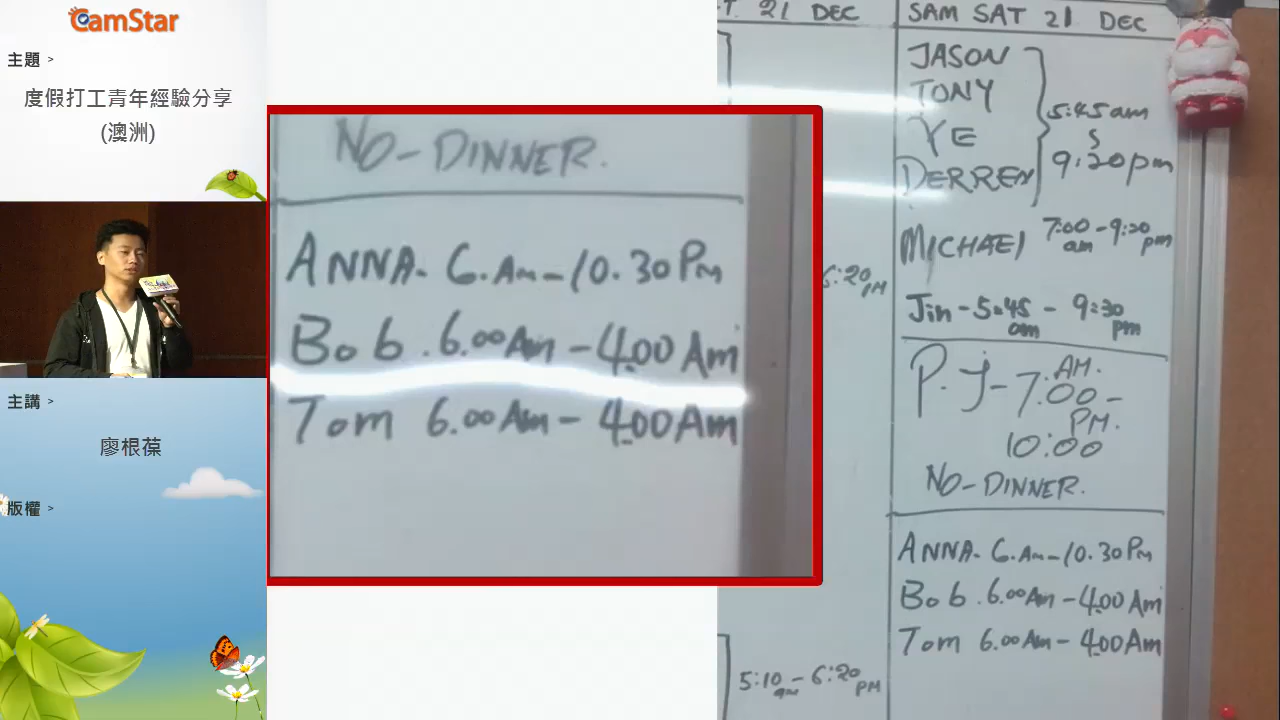 CamStar
主題 >
度假打工青年經驗分享
(澳洲)
主講 >
廖根葆
版權 >
NO-DINNER.
ANNA- 6.Am-10.30Pm
Bob. 6.00Am-4.00Am
Tom 6.00Am-4.00Am
T. 21 DEC
6:20PM
5:10am-6:20PM
SAM SAT 21 DEC
JASON
TONY
YE
DERREN
5:45am
9:20pm
MICHAEL 7:00am-9:20pm
Jin-5:45am - 9:30pm
P.J-7.00AM.-
10:00PM.
NO-DINNER.
ANNA- 6.Am-10.30Pm
Bob. 6.00Am-4.00Am
Tom 6.00Am-4.00Am